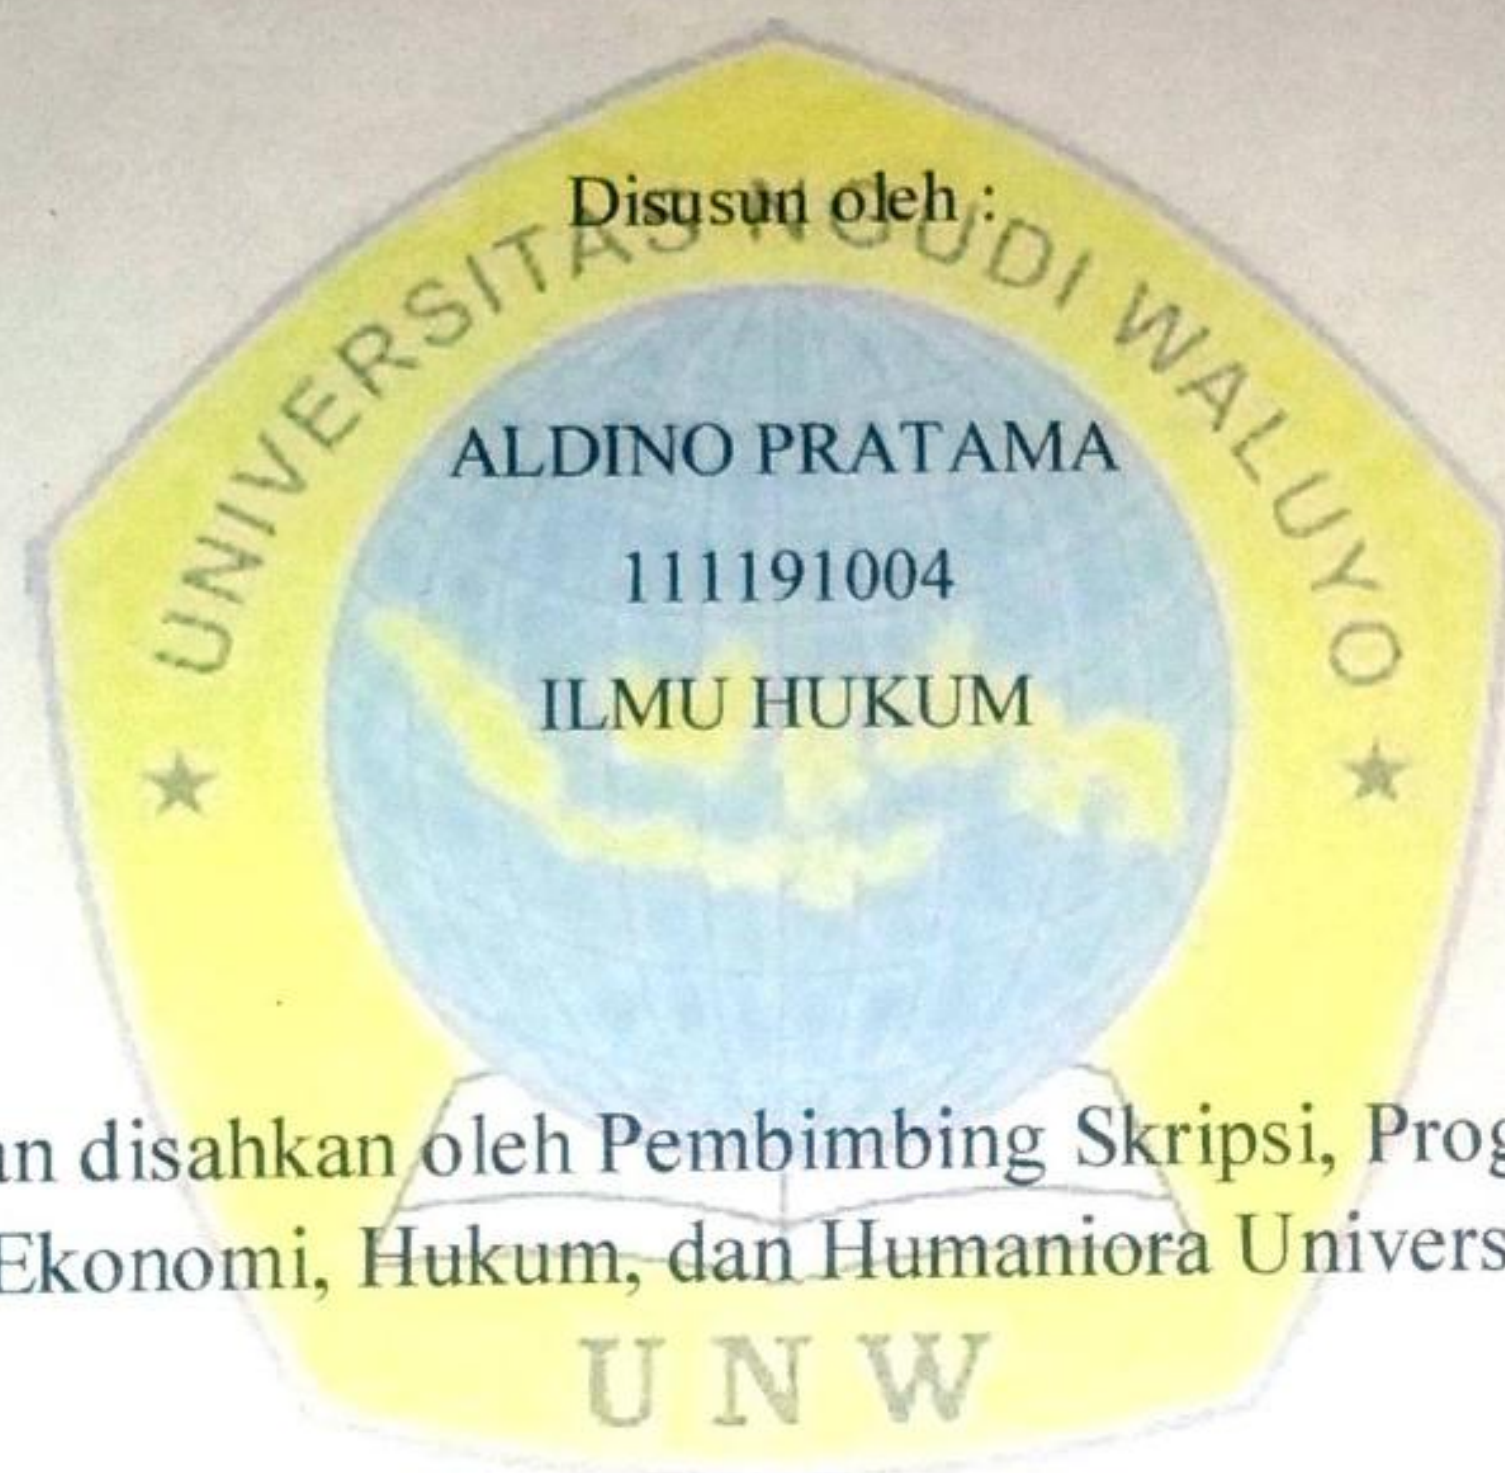 Disusun oleh :
UNIVERSITAS NGUDI WALUYO
ALDINO PRATAMA
111191004
ILMU HUKUM
an disahkan oleh Pembimbing Skripsi, Prog
Ekonomi, Hukum, dan Humaniora Univers
U N W